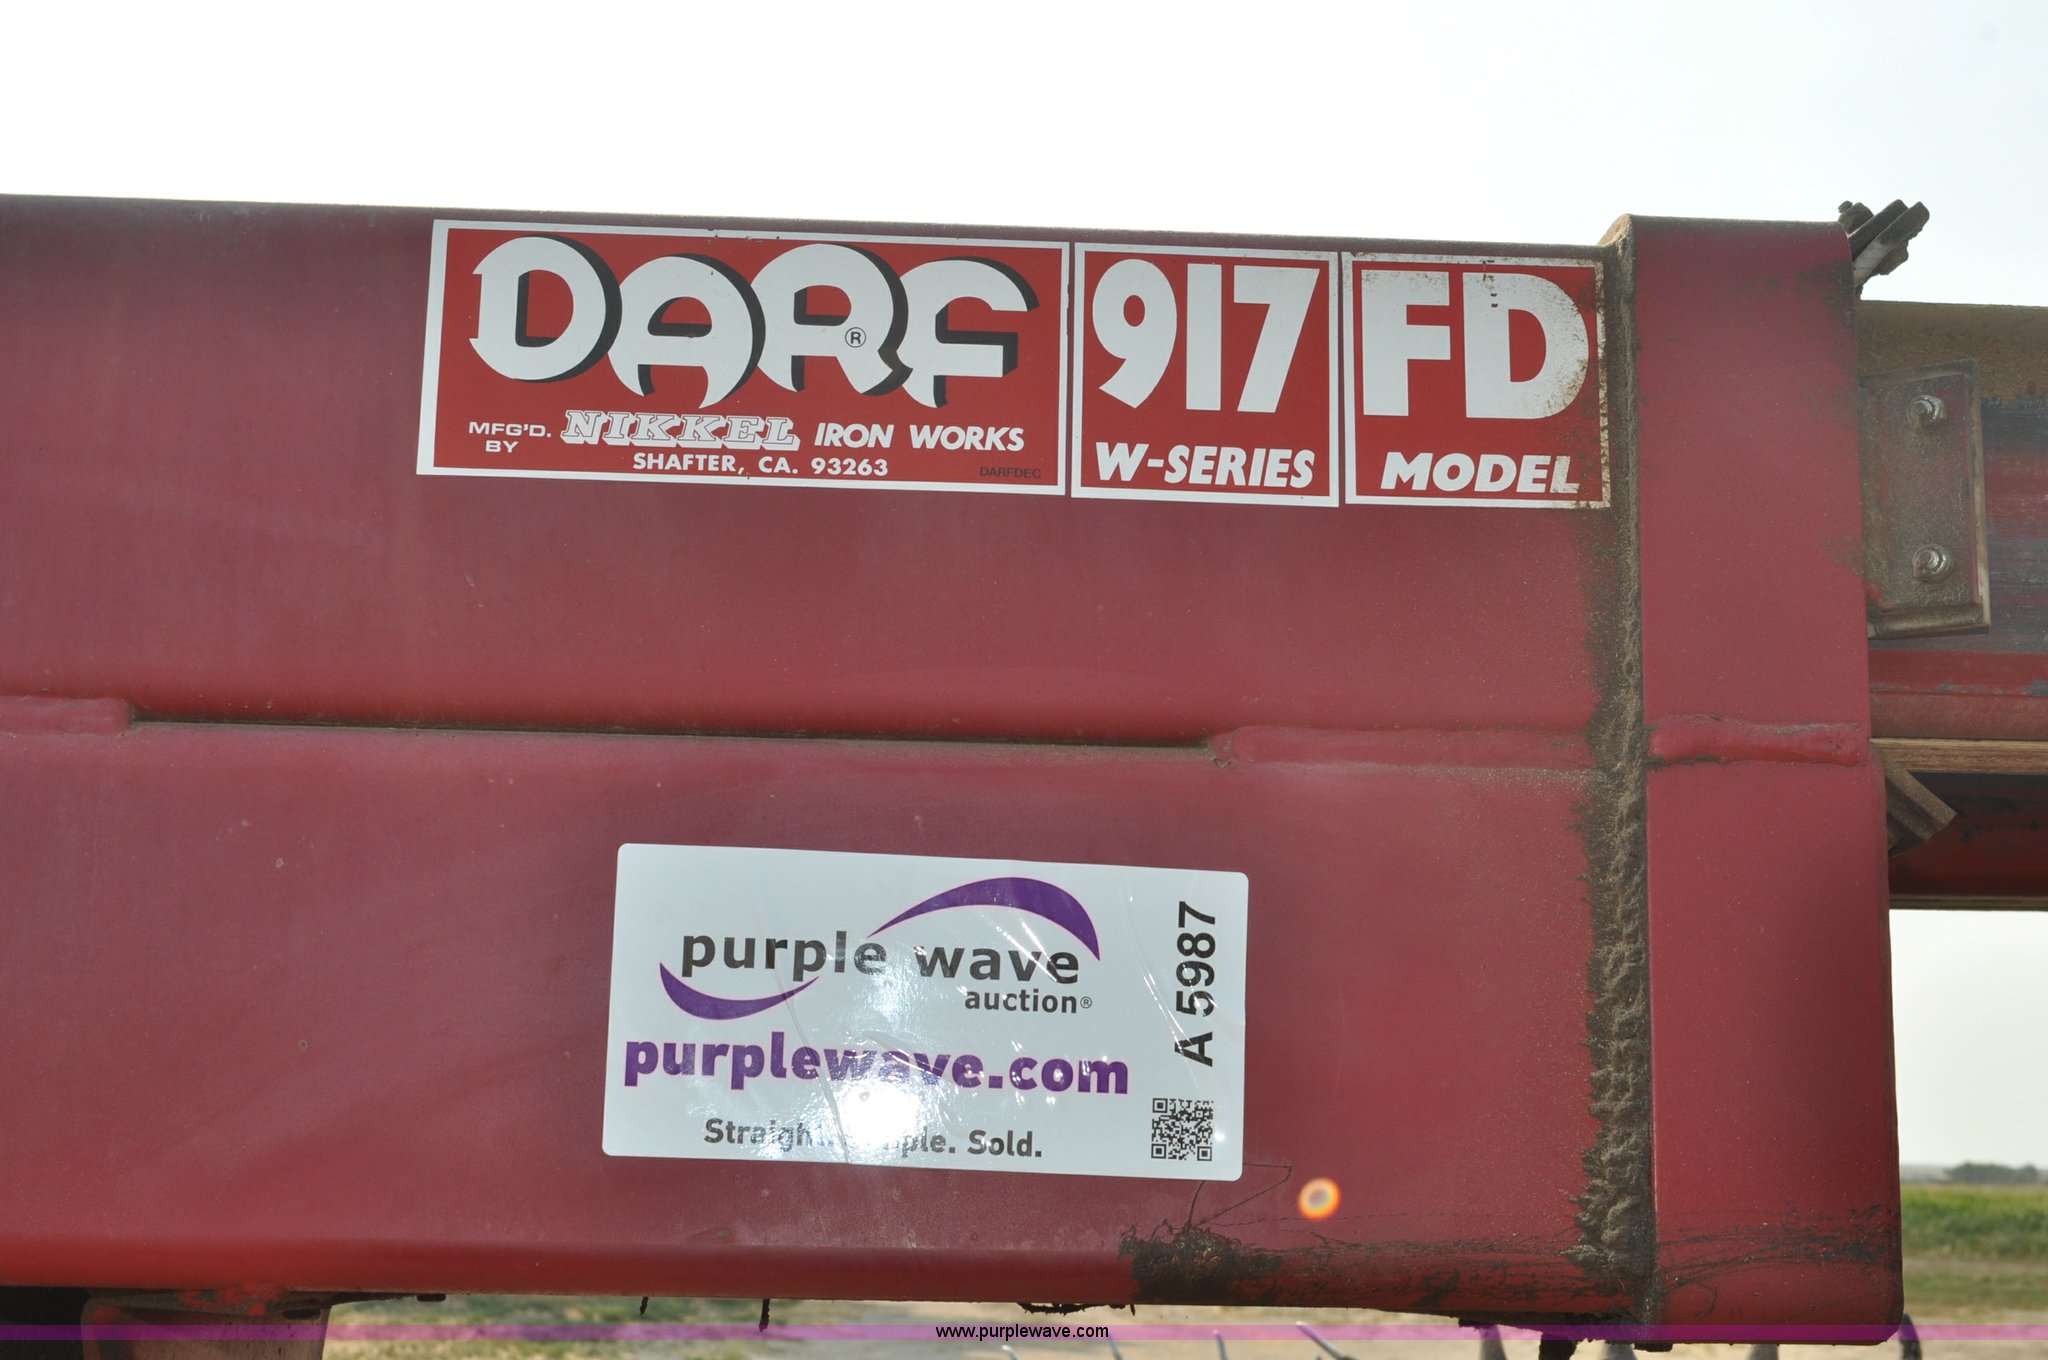 DARF®
MFG'D. BY NIKKEL IRON WORKS
SHAFTER, CA. 93263
DARFDEC
917
W-SERIES
FD
MODEL
purple wave
auction®
purplewave.com
Straight. Sold.
A 5987
www.purplewave.com